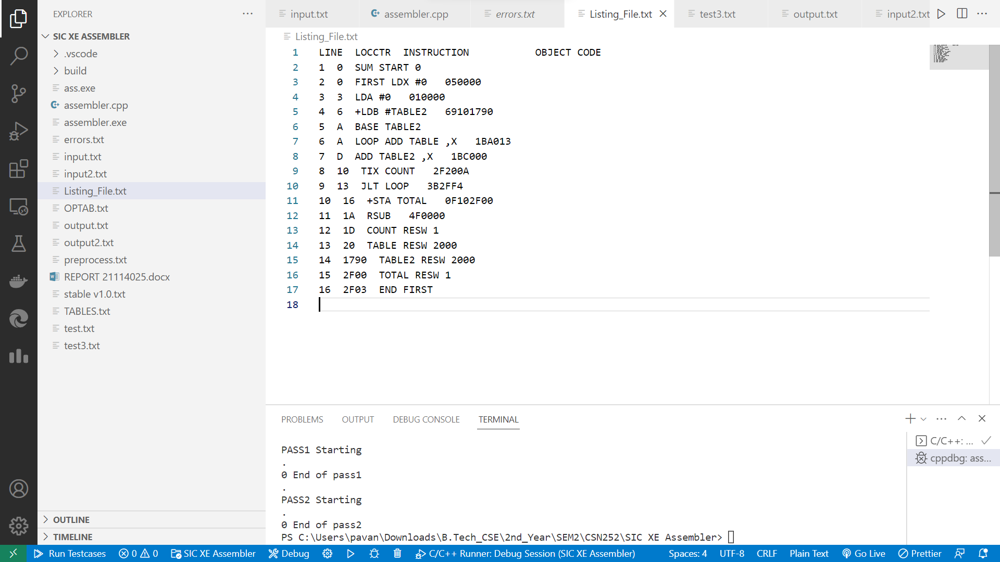 EXPLORER
SIC XE ASSEMBLER
.vscode
build
ass.exe
assembler.cpp
assembler.exe
errors.txt
input.txt
input2.txt
Listing_File.txt
OPTAB.txt
output.txt
output2.txt
preprocess.txt
REPORT 21114025.docx
stable v1.0.txt
TABLES.txt
test.txt
test3.txt
OUTLINE
TIMELINE
input.txt assembler.cpp errors.txt Listing_File.txt test3.txt output.txt input2.txt
Listing_File.txt
1 LINE LOCCTR INSTRUCTION OBJECT CODE
2 1 0 SUM START 0
3 2 0 FIRST LDX #0 050000
4 3 3 LDA #0 010000
5 4 6 +LDB #TABLE2 69101790
6 5 A BASE TABLE2
7 6 A LOOP ADD TABLE ,X 1BA013
8 7 D ADD TABLE2 ,X 1BC000
9 8 10 TIX COUNT 2F200A
10 9 13 JLT LOOP 3B2FF4
11 10 16 +STA TOTAL 0F102F00
12 11 1A RSUB 4F0000
13 12 1D COUNT RESW 1
14 13 20 TABLE RESW 2000
15 14 1790 TABLE2 RESW 2000
16 15 2F00 TOTAL RESW 1
17 16 2F03 END FIRST
18
PROBLEMS OUTPUT DEBUG CONSOLE TERMINAL
PASS1 Starting
.
0 End of pass1
.
PASS2 Starting
.
0 End of pass2
PS C:\Users\pavan\Downloads\B.Tech_CSE\2nd_Year\SEM2\CSN252\SIC XE Assembler>
C/C++: ...
cppdbg: ass...
Run Testcases 0 0 SIC XE Assembler Debug C/C++ Runner: Debug Session (SIC XE Assembler) Spaces: 4 UTF-8 CRLF Plain Text Go Live Prettier